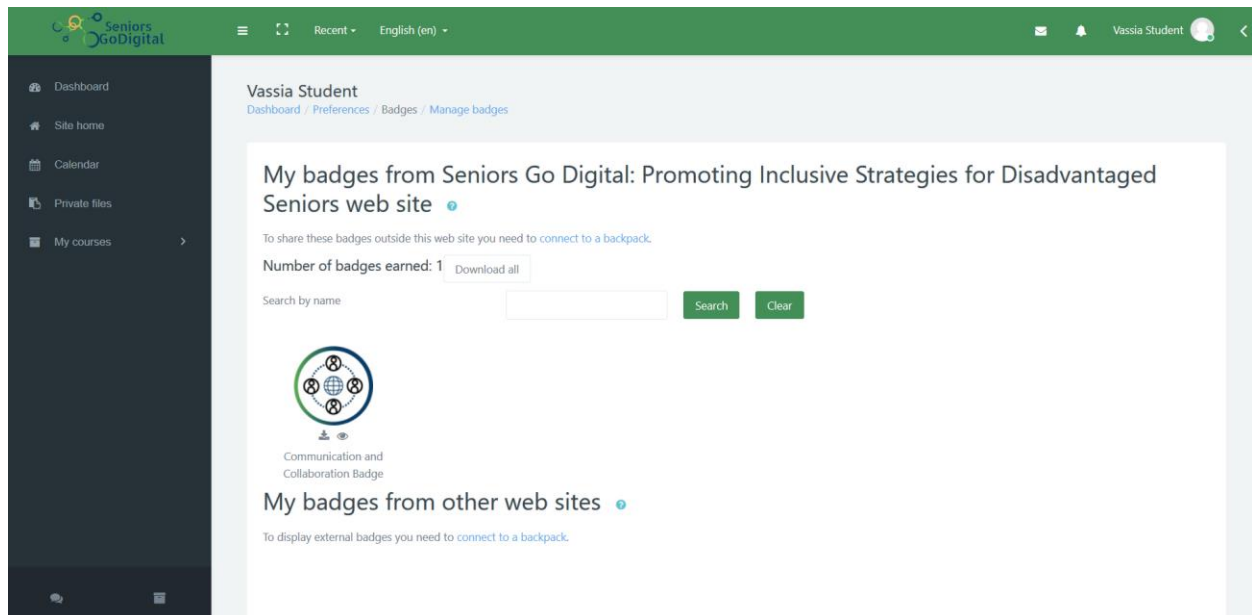 Seniors
GoDigital
Recent
English (en)
Vassia Student
Dashboard
Site home
Calendar
Private files
My courses
Vassia Student
Dashboard / Preferences / Badges / Manage badges
My badges from Seniors Go Digital: Promoting Inclusive Strategies for Disadvantaged
Seniors web site
To share these badges outside this web site you need to connect to a backpack.
Number of badges earned: 1
Download all
Search by name
Search
Clear
Communication and
Collaboration Badge
My badges from other web sites
To display external badges you need to connect to a backpack.